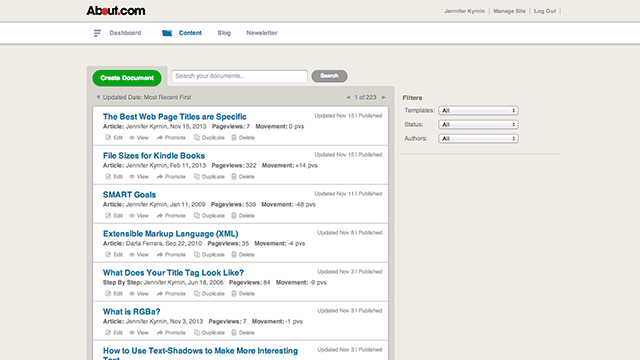 About.com
Jennifer Kyrnin | Manage Site | Log Out |
Dashboard Content Blog Newsletter
Create Document Search your documents... Search
▼ Updated Date: Most Recent First ◄ 1 of 223 ►
Filters
Templates: All
Status: All
Authors: All
The Best Web Page Titles are Specific Updated Nov 15 | Published
Article: Jennifer Kyrnin, Nov 15, 2013 Pageviews: 7 Movement: 0 pvs
Edit View Promote Duplicate Delete
File Sizes for Kindle Books Updated Nov 15 | Published
Article: Jennifer Kyrnin, Feb 11, 2013 Pageviews: 322 Movement: +14 pvs
Edit View Promote Duplicate Delete
SMART Goals Updated Nov 11 | Published
Article: Jennifer Kyrnin, Jan 11, 2009 Pageviews: 539 Movement: -48 pvs
Edit View Promote Duplicate Delete
Extensible Markup Language (XML) Updated Nov 8 | Published
Article: Darla Ferrara, Sep 22, 2010 Pageviews: 35 Movement: -4 pvs
Edit View Promote Duplicate Delete
What Does Your Title Tag Look Like? Updated Nov 3 | Published
Step By Step: Jennifer Kyrnin, Jun 18, 2006 Pageviews: 84 Movement: -9 pvs
Edit View Promote Duplicate Delete
What is RGBa? Updated Nov 3 | Published
Article: Jennifer Kyrnin, Nov 3, 2013 Pageviews: 7 Movement: -1 pvs
Edit View Promote Duplicate Delete
How to Use Text-Shadows to Make More Interesting Updated Nov 3 | Published
Text